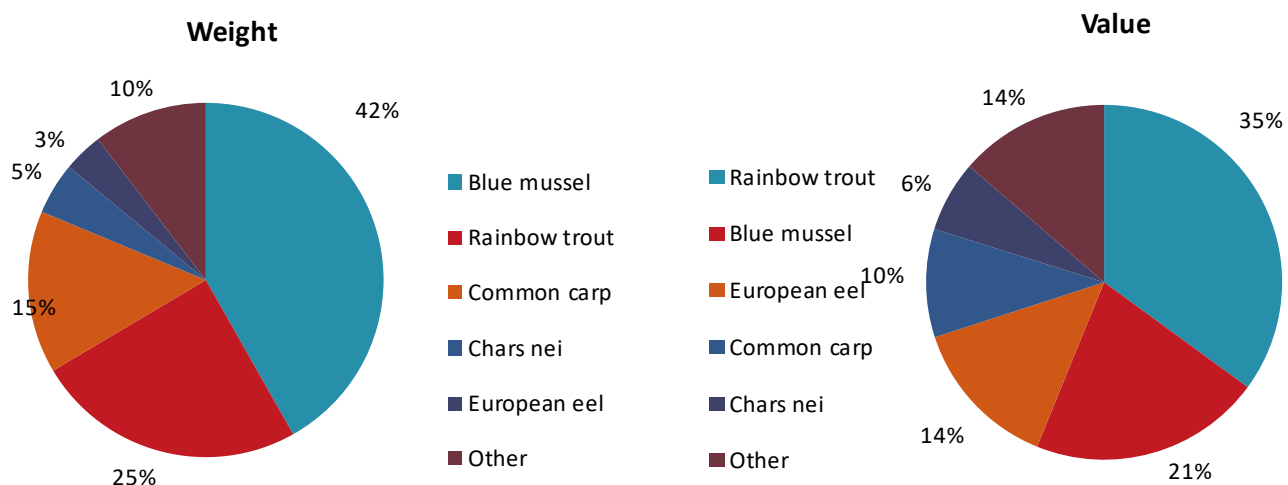 Weight
10%
42%
3%
5%
15%
25%
Blue mussel
Rainbow trout
Common carp
Chars nei
European eel
Other
Value
14%
35%
6%
10%
14%
21%
Rainbow trout
Blue mussel
European eel
Common carp
Chars nei
Other